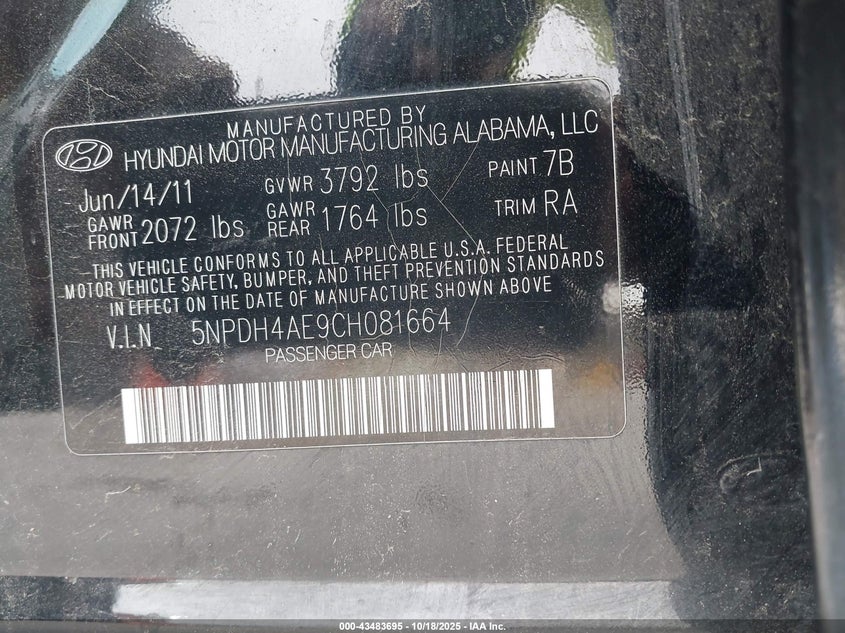 MANUFACTURED BY
HYUNDAI MOTOR MANUFACTURING ALABAMA, LLC
Jun/14/11 GVWR 3792 lbs PAINT 7B
GAWR FRONT 2072 lbs GAWR REAR 1764 lbs TRIM RA
THIS VEHICLE CONFORMS TO ALL APPLICABLE U.S.A. FEDERAL
MOTOR VEHICLE SAFETY, BUMPER, AND THEFT PREVENTION STANDARDS
IN EFFECT ON THE DATE OF MANUFACTURE SHOWN ABOVE
V.I.N 5NPDH4AE9CH081664
PASSENGER CAR
000-43483695 - 10/18/2025 - IAA Inc.